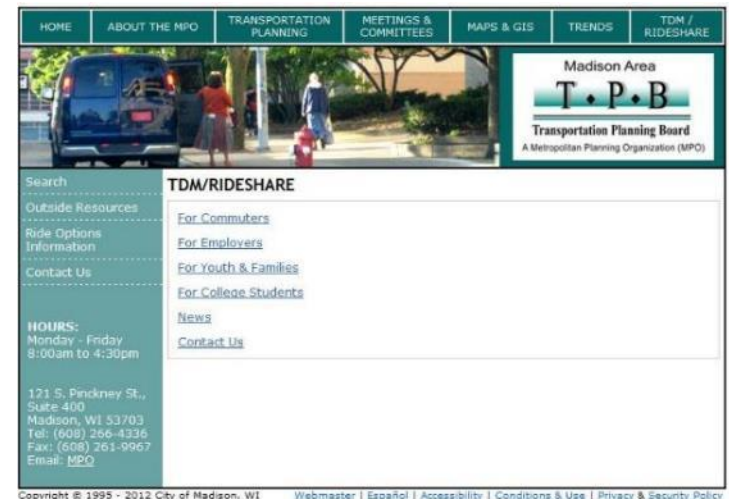 HOME
ABOUT THE MPO
TRANSPORTATION
PLANNING
MEETINGS &
COMMITTEES
MAPS & GIS
TRENDS
TDM /
RIDESHARE
Madison Area
T • P • B
Transportation Planning Board
A Metropolitan Planning Organization (MPO)
Search
Outside Resources
Ride Options
Information
Contact Us
HOURS:
Monday - Friday
8:00am to 4:30pm
121 S. Pinckney St.,
Suite 400
Madison, WI 53703
Tel: (608) 266-4336
Fax: (608) 261-9967
Email: MPO
TDM/RIDESHARE
For Commuters
For Employers
For Youth & Families
For College Students
News
Contact Us
Copyright © 1995 - 2012 City of Madison, WI Webmaster | Español | Accessibility | Conditions & Use | Privacy & Security Policy